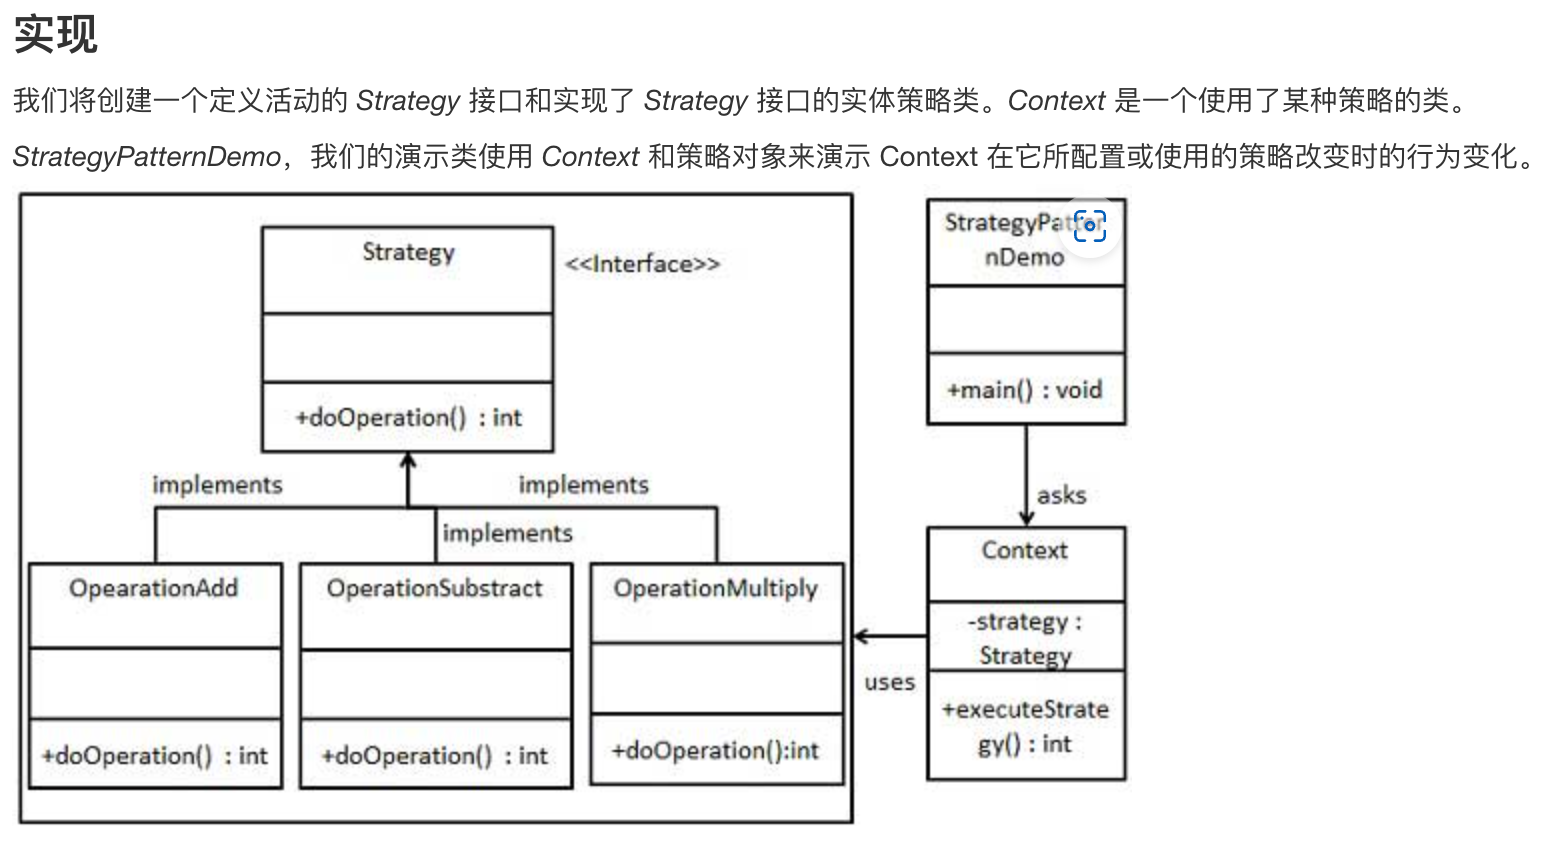 实现
我们将创建一个定义活动的 Strategy 接口和实现了 Strategy 接口的实体策略类。Context 是一个使用了某种策略的类。
StrategyPatternDemo，我们的演示类使用 Context 和策略对象来演示 Context 在它所配置或使用的策略改变时的行为变化。
Strategy
<<Interface>>
+doOperation() : int
implements
implements
implements
OpearationAdd
+doOperation() : int
OperationSubstract
+doOperation() : int
OperationMultiply
+doOperation():int
StrategyPatter
nDemo
+main() : void
asks
Context
-strategy :
Strategy
+executeStrate
gy() : int
uses